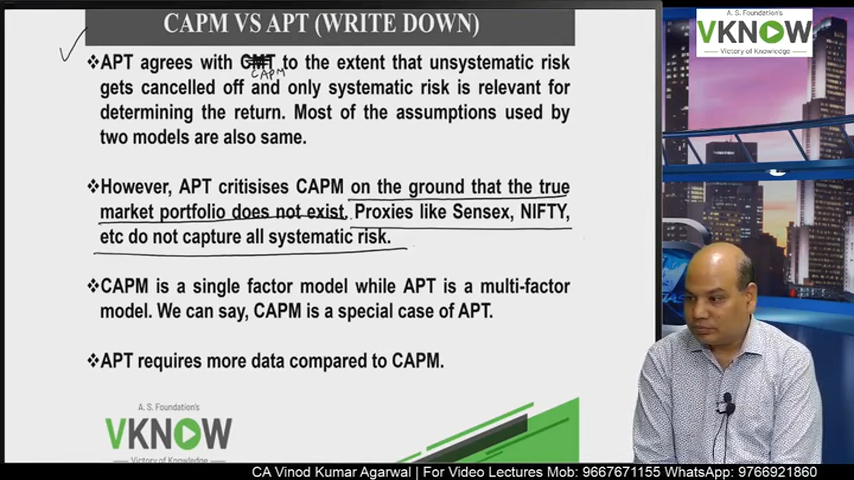 CAPM VS APT (WRITE DOWN)
A. S. Foundation's
VKNOW
Victory of Knowledge
❖APT agrees with CMT to the extent that unsystematic risk
CAPM
gets cancelled off and only systematic risk is relevant for
determining the return. Most of the assumptions used by
two models are also same.
❖However, APT critisises CAPM on the ground that the true
market portfolio does not exist. Proxies like Sensex, NIFTY,
etc do not capture all systematic risk.
❖CAPM is a single factor model while APT is a multi-factor
model. We can say, CAPM is a special case of APT.
❖APT requires more data compared to CAPM.
A. S. Foundation's
VKNOW
Victory of Knowledge
CA Vinod Kumar Agarwal | For Video Lectures Mob: 9667671155 WhatsApp: 9766921860